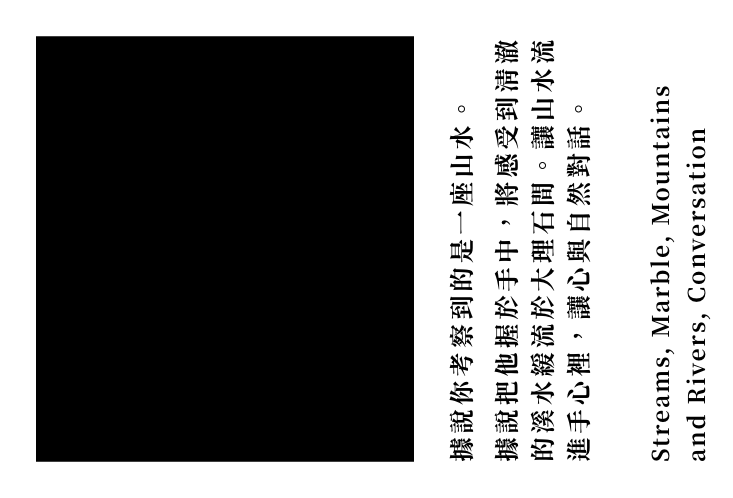 據說你考察到的是一座山水。
據說把他握於手中，將感受到清澈
的溪水緩流於大理石間。讓山水流
進手心裡，讓心與自然對話。
Streams, Marble, Mountains
and Rivers, Conversation